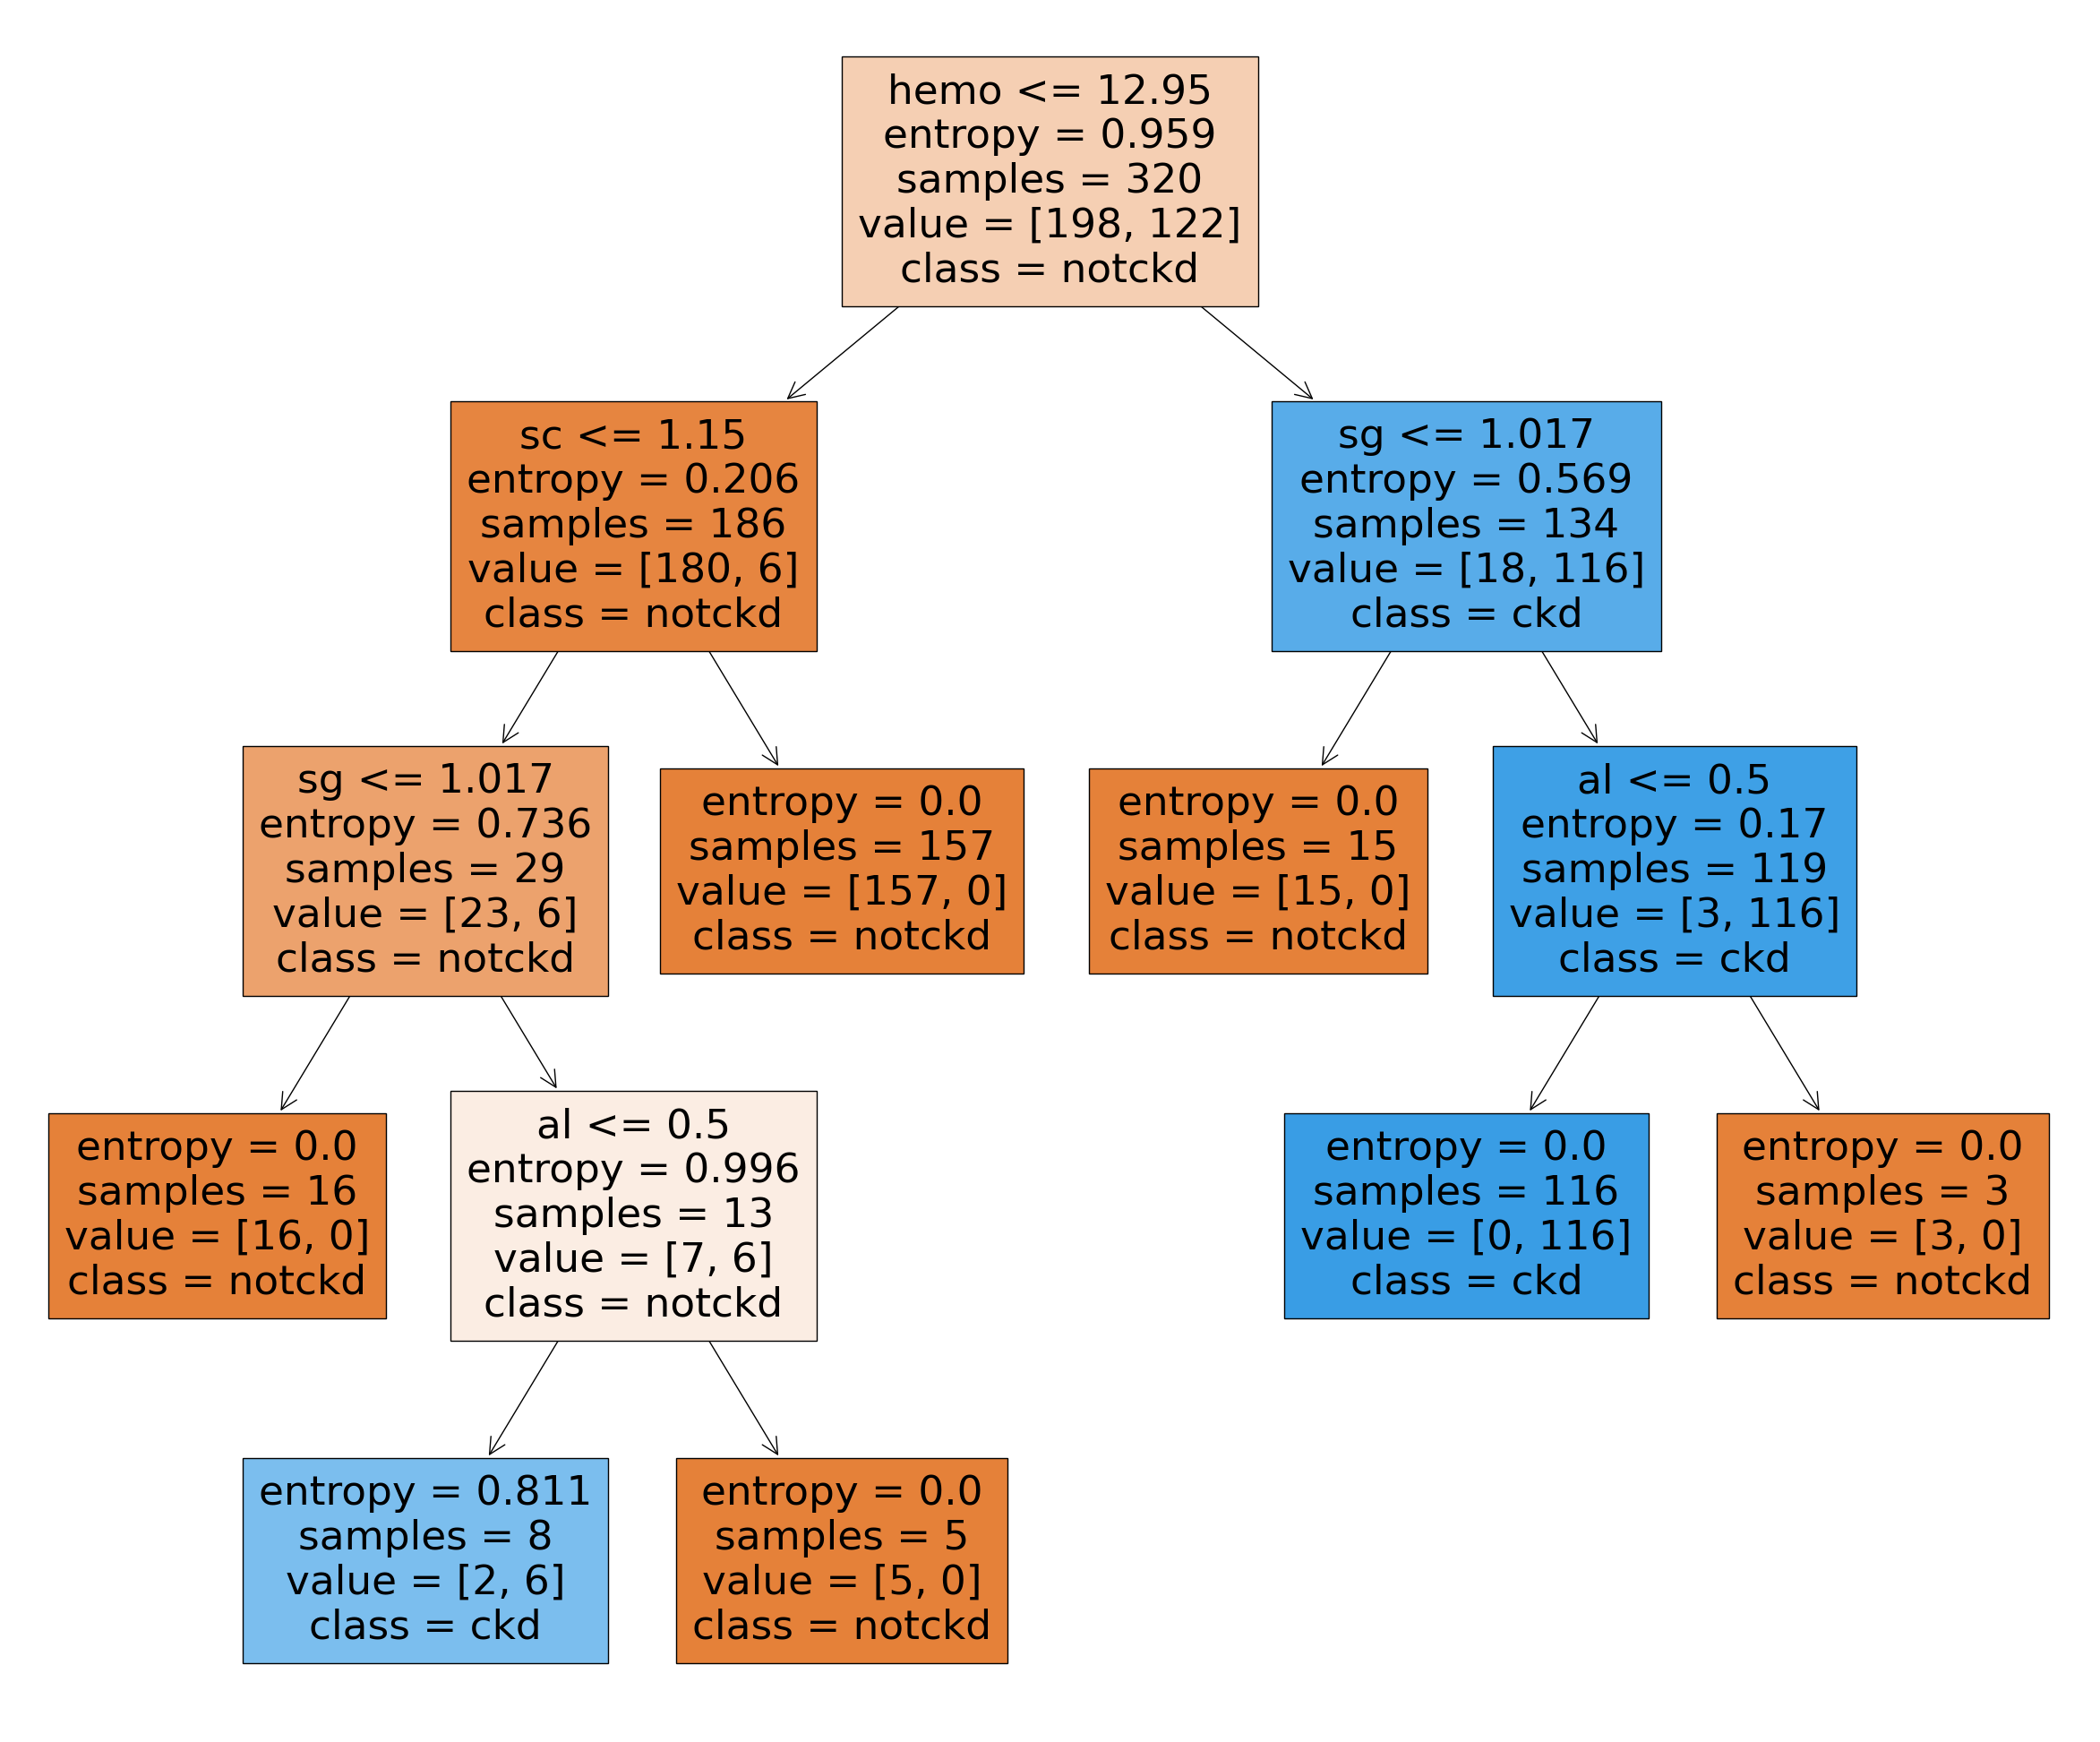 hemo <= 12.95
entropy = 0.959
samples = 320
value = [198, 122]
class = notckd
sc <= 1.15
entropy = 0.206
samples = 186
value = [180, 6]
class = notckd
sg <= 1.017
entropy = 0.569
samples = 134
value = [18, 116]
class = ckd
sg <= 1.017
entropy = 0.736
samples = 29
value = [23, 6]
class = notckd
entropy = 0.0
samples = 157
value = [157, 0]
class = notckd
entropy = 0.0
samples = 15
value = [15, 0]
class = notckd
al <= 0.5
entropy = 0.17
samples = 119
value = [3, 116]
class = ckd
entropy = 0.0
samples = 16
value = [16, 0]
class = notckd
al <= 0.5
entropy = 0.996
samples = 13
value = [7, 6]
class = notckd
entropy = 0.0
samples = 116
value = [0, 116]
class = ckd
entropy = 0.0
samples = 3
value = [3, 0]
class = notckd
entropy = 0.811
samples = 8
value = [2, 6]
class = ckd
entropy = 0.0
samples = 5
value = [5, 0]
class = notckd